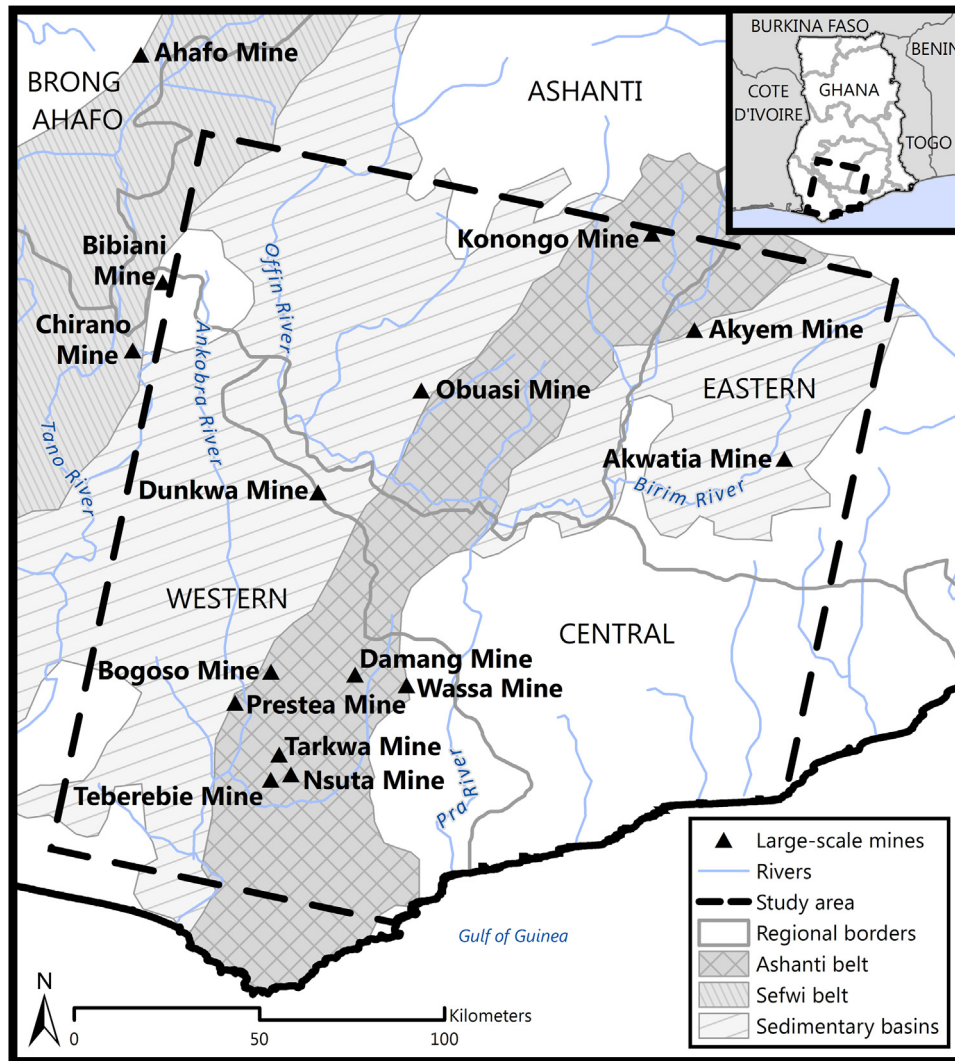 Ahafo Mine
BRONG
AHAFO
ASHANTI
BURKINA FASO
BENIN
COTE
D'IVOIRE
GHANA
TOGO
Bibiani
Mine
Konongo Mine
Offin River
Chirano
Mine
Ankobra River
Akyem Mine
Obuasi Mine
EASTERN
Tano River
Akwatia Mine
Dunkwa Mine
Birim River
WESTERN
CENTRAL
Bogoso Mine
Damang Mine
Wassa Mine
Prestea Mine
Tarkwa Mine
Nsuta Mine
Teberebie Mine
Pra River
Large-scale mines
Rivers
Study area
Regional borders
Ashanti belt
Sefwi belt
Sedimentary basins
Gulf of Guinea
N
Kilometers
0 50 100